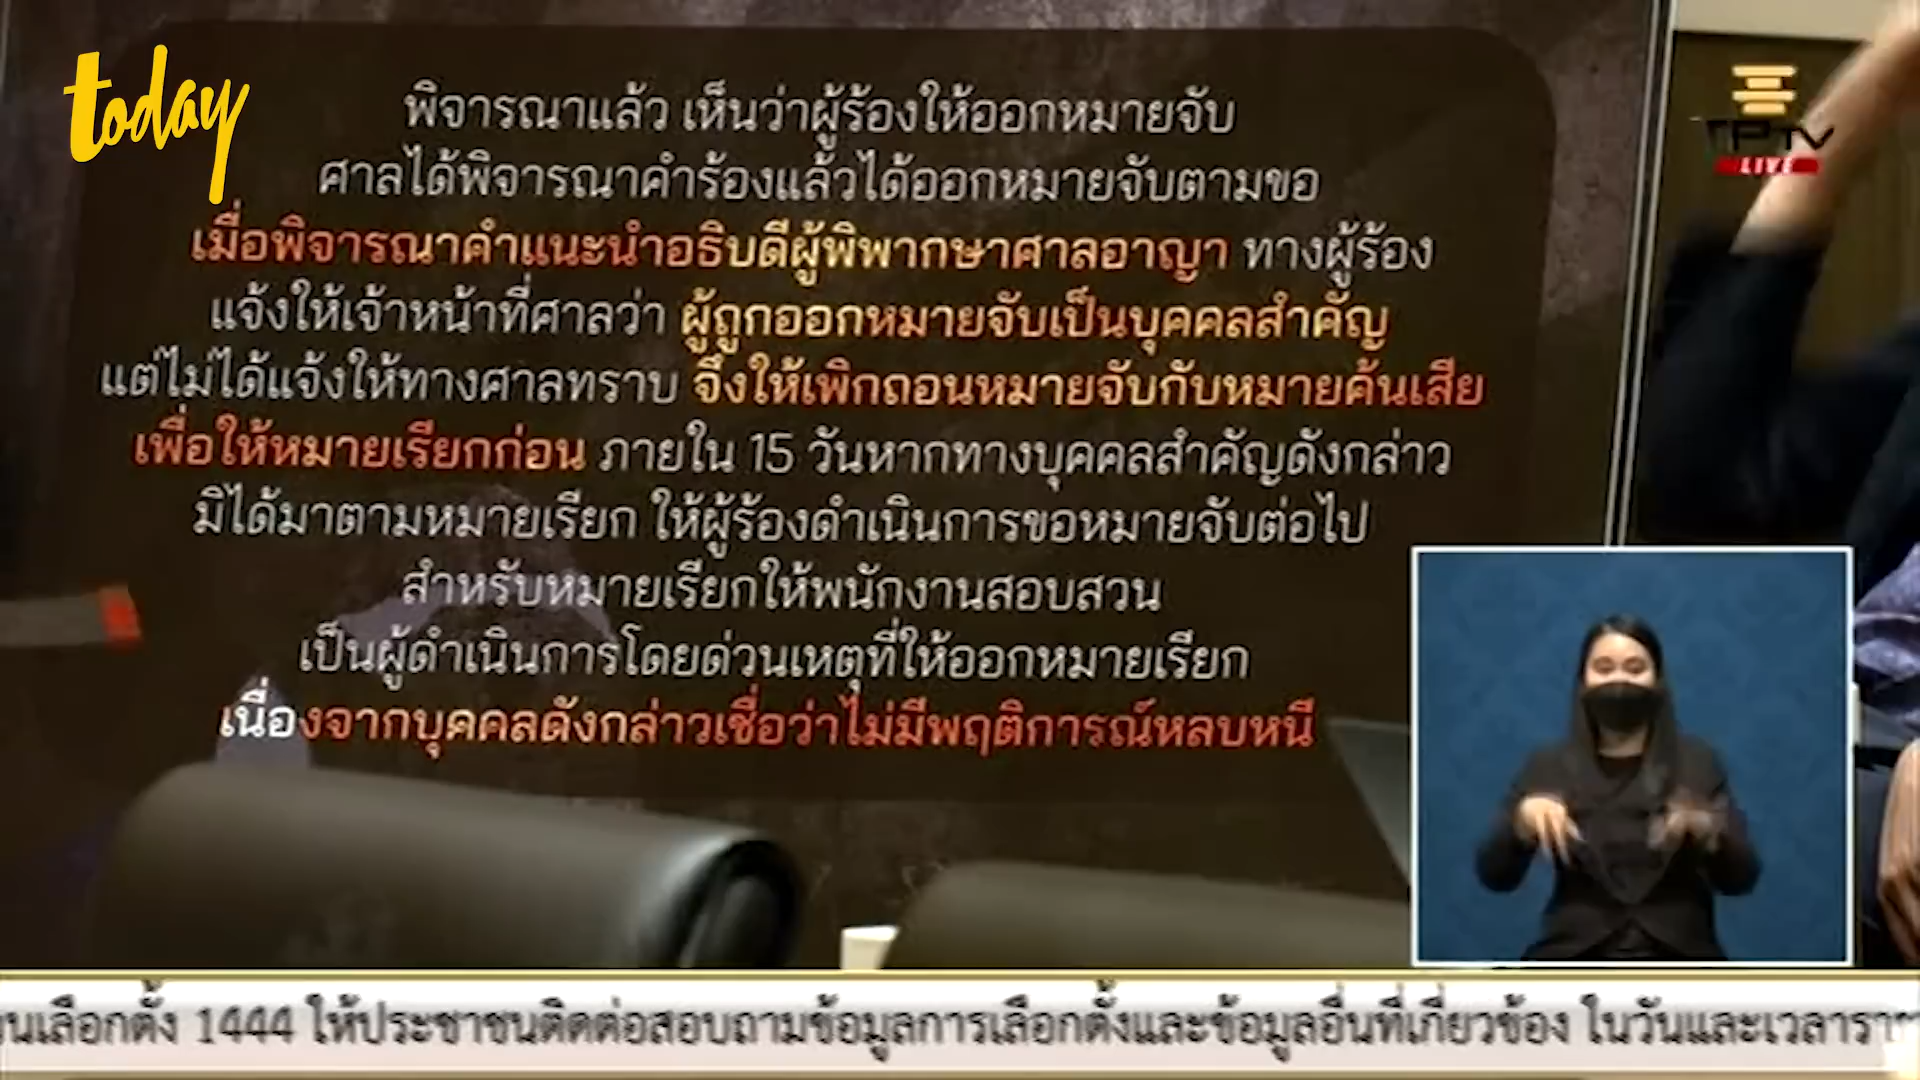 today
TPTV
LIVE
พิจารณาแล้ว เห็นว่าผู้ร้องให้ออกหมายจับ
ศาลได้พิจารณาคำร้องแล้วได้ออกหมายจับตามขอ
เมื่อพิจารณาคำแนะนำอธิบดีผู้พิพากษาศาลอาญา ทางผู้ร้อง
แจ้งให้เจ้าหน้าที่ศาลว่า ผู้ถูกออกหมายจับเป็นบุคคลสำคัญ
แต่ไม่ได้แจ้งให้ทางศาลทราบ จึงให้เพิกถอนหมายจับกับหมายค้นเสีย
เพื่อให้หมายเรียกก่อน ภายใน 15 วันหากทางบุคคลสำคัญดังกล่าว
มิได้มาตามหมายเรียก ให้ผู้ร้องดำเนินการขอหมายจับต่อไป
สำหรับหมายเรียกให้พนักงานสอบสวน
เป็นผู้ดำเนินการโดยด่วนเหตุที่ให้ออกหมายเรียก
เนื่องจากบุคคลดังกล่าวเชื่อว่าไม่มีพฤติการณ์หลบหนี
เลือกตั้ง 1444 ให้ประชาชนติดต่อสอบถามข้อมูลการเลือกตั้งและข้อมูลอื่นที่เกี่ยวข้อง ในวันและเวลารา